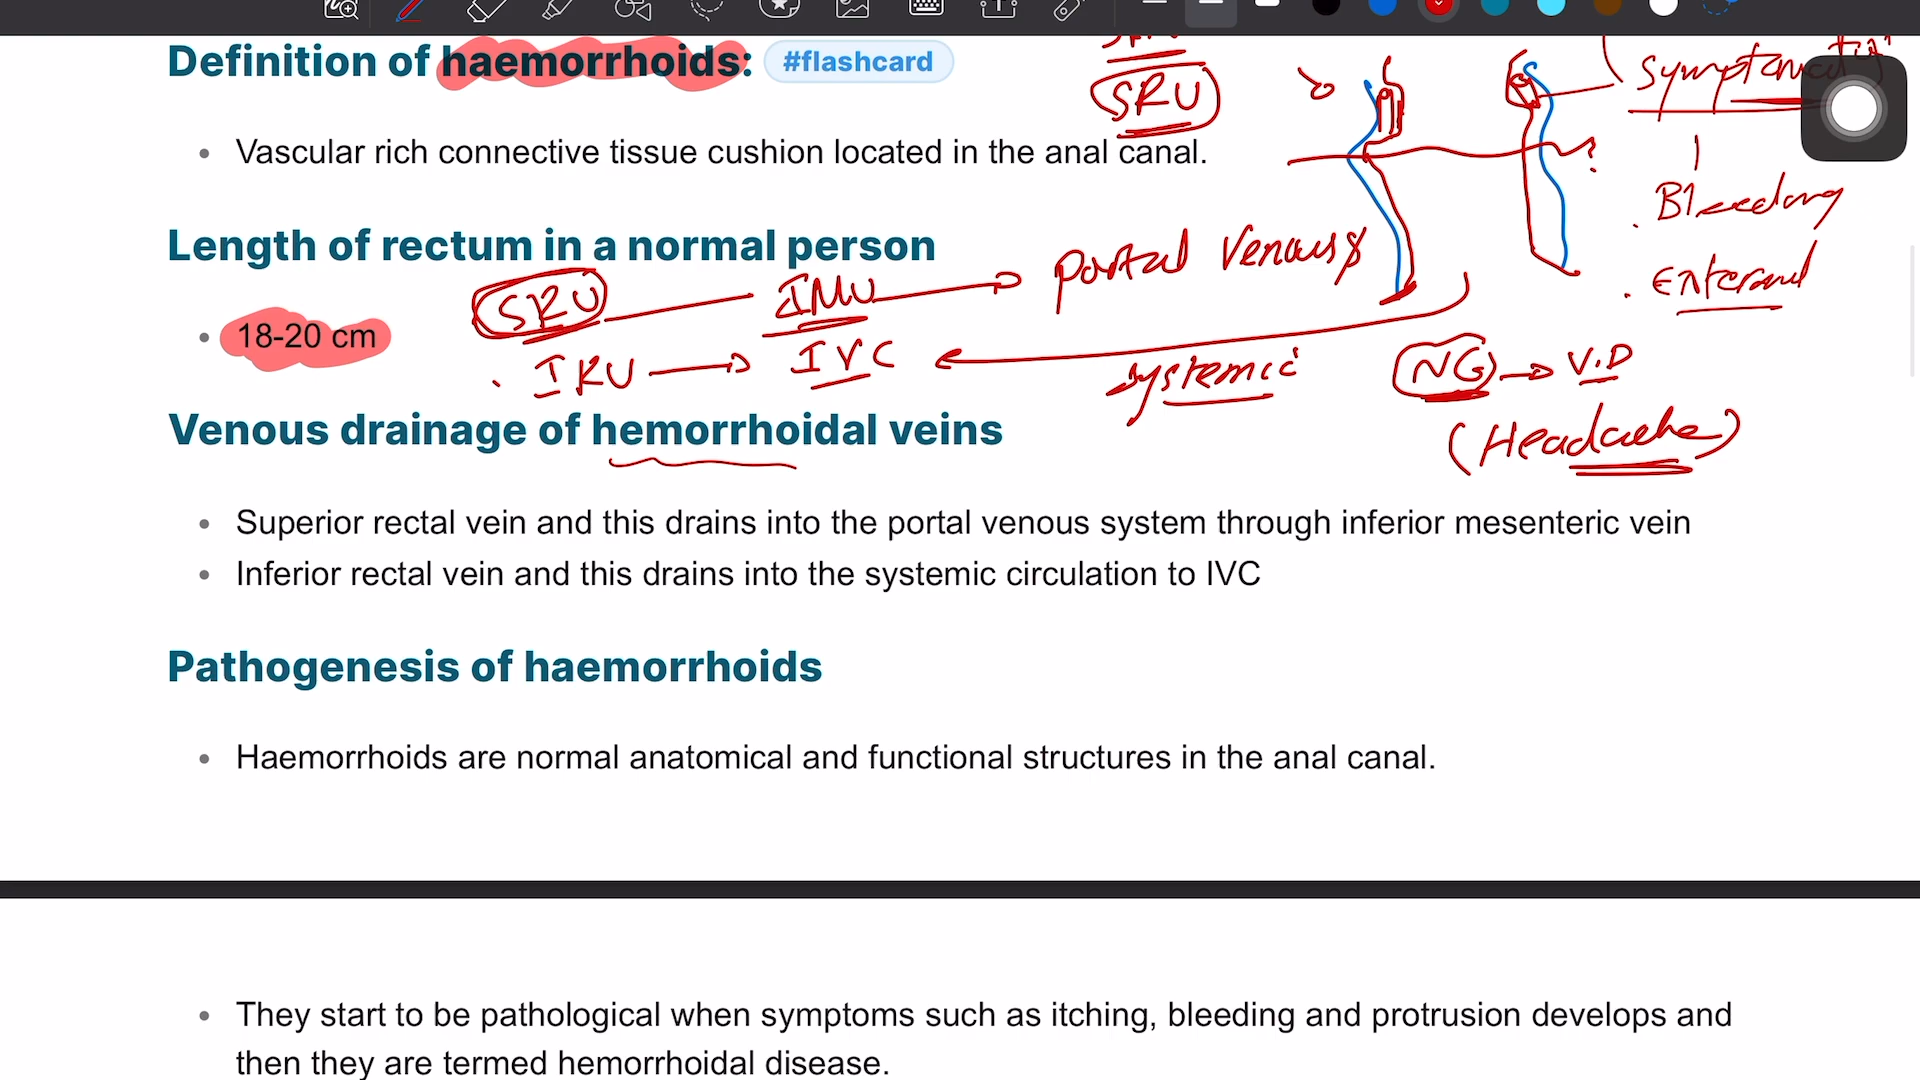 Definition of haemorrhoids: #flashcard
SRV
Symptomatic
Vascular rich connective tissue cushion located in the anal canal.
Bleeding
External
Length of rectum in a normal person
SRV IMV Portal Venous
18-20 cm
IRV IVC Systemic NG V.D
(Headache)
Venous drainage of hemorrhoidal veins
Superior rectal vein and this drains into the portal venous system through inferior mesenteric vein
Inferior rectal vein and this drains into the systemic circulation to IVC
Pathogenesis of haemorrhoids
Haemorrhoids are normal anatomical and functional structures in the anal canal.
They start to be pathological when symptoms such as itching, bleeding and protrusion develops and
then they are termed hemorrhoidal disease.